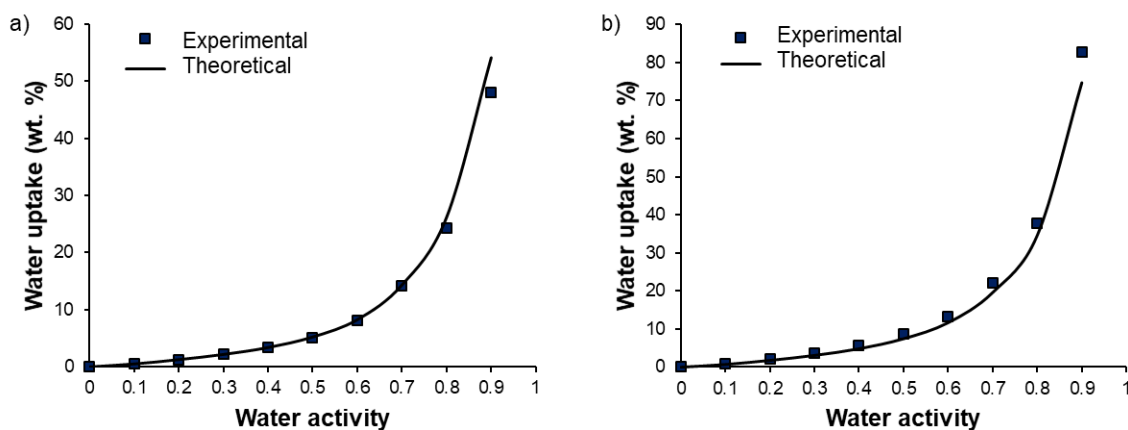 a)
Experimental
Theoretical
Water uptake (wt. %)
60
50
40
30
20
10
0
0 0.1 0.2 0.3 0.4 0.5 0.6 0.7 0.8 0.9 1
Water activity
b)
Experimental
Theoretical
Water uptake (wt. %)
90
80
70
60
50
40
30
20
10
0
0 0.1 0.2 0.3 0.4 0.5 0.6 0.7 0.8 0.9 1
Water activity